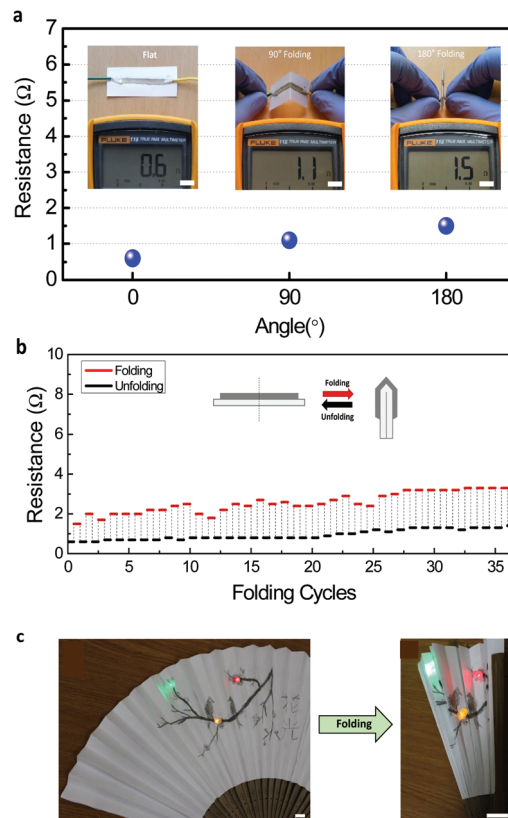 a
7
6
5
4
3
2
1
0
Resistance (Ω)
Flat
90° Folding
180° Folding
FLUKE 115 TRUE RMS MULTIMETER
FLUKE 115 TRUE RMS MULTIMETER
FLUKE 115 TRUE RMS MULTIMETER
0.6
1.1
1.5
0 90 180
Angle(°)
b
10
8
6
4
2
0
Resistance (Ω)
Folding
Unfolding
Folding
Unfolding
0 5 10 15 20 25 30 35
Folding Cycles
c
Folding